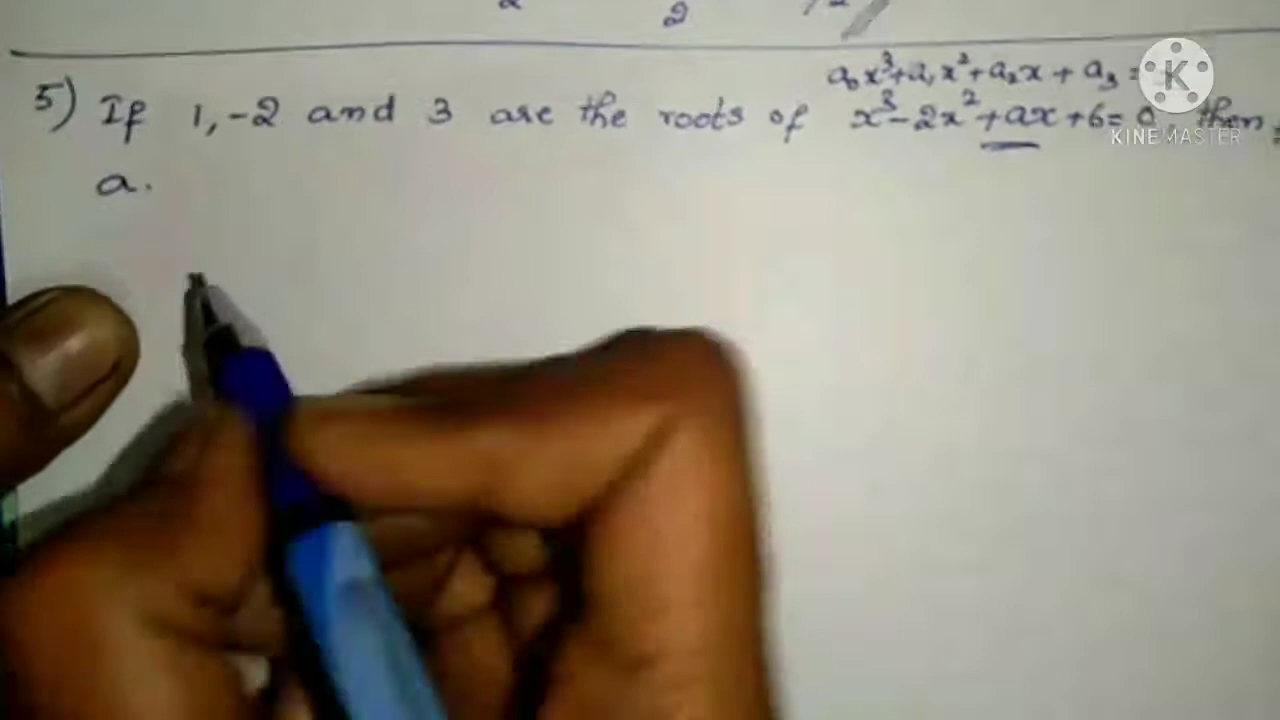 2
a₀x³+a₁x²+a₂x + a₃ =
5) If 1, -2 and 3 are the roots of x³- 2x²+ax +6= 0, then
a.
K
KINEMASTER